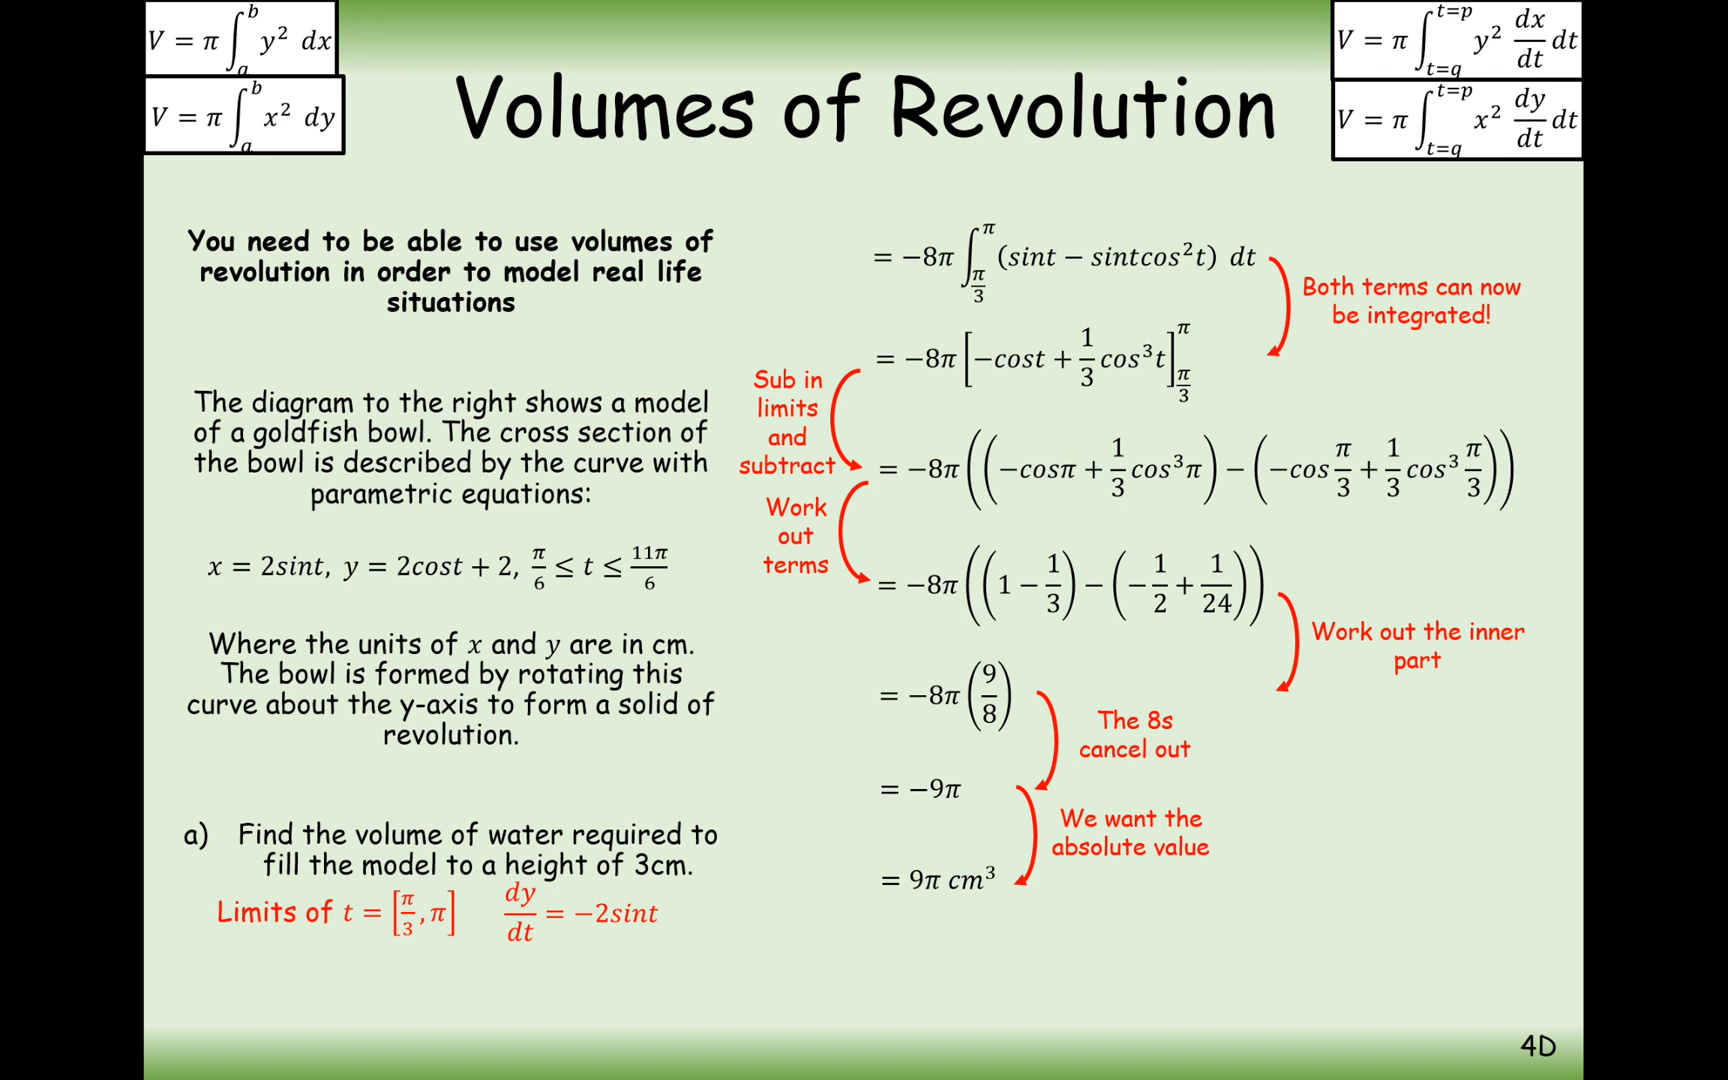 V = π ∫_a^b y² dx
V = π ∫_a^b x² dy
Volumes of Revolution
V = π ∫_{t=q}^{t=p} y² dx/dt dt
V = π ∫_{t=q}^{t=p} x² dy/dt dt
You need to be able to use volumes of
revolution in order to model real life
situations
The diagram to the right shows a model
of a goldfish bowl. The cross section of
the bowl is described by the curve with
parametric equations:
x = 2sint, y = 2cost + 2, π/6 ≤ t ≤ 11π/6
Where the units of x and y are in cm.
The bowl is formed by rotating this
curve about the y-axis to form a solid of
revolution.
a) Find the volume of water required to
fill the model to a height of 3cm.
Limits of t = [π/3, π]
dy/dt = −2sint
= −8π ∫_{π/3}^{π} (sint − sintcos²t) dt
Both terms can now
be integrated!
= −8π [−cost + 1/3 cos³t]_{π/3}^{π}
Sub in
limits
and
subtract
= −8π ((−cosπ + 1/3 cos³π) − (−cos π/3 + 1/3 cos³ π/3))
Work
out
terms
= −8π ((1 − 1/3) − (−1/2 + 1/24))
Work out the inner
part
= −8π (9/8)
The 8s
cancel out
= −9π
We want the
absolute value
= 9π cm³
4D